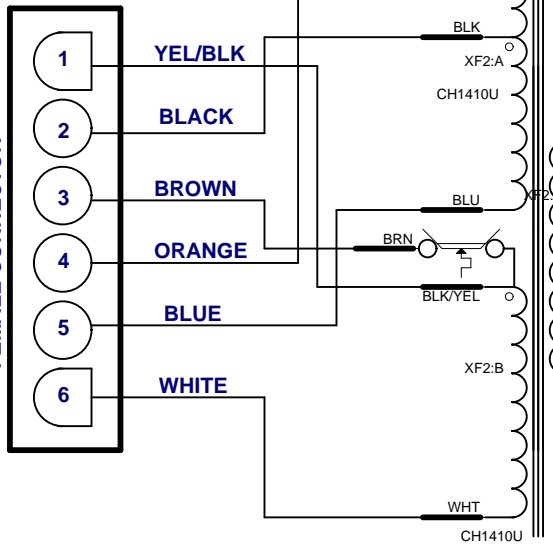 1
YEL/BLK
2
BLACK
3
BROWN
4
ORANGE
5
BLUE
6
WHITE
BLK
XF2:A
CH1410U
BLU
BRN
BLK/YEL
XF2:B
WHT
CH1410U